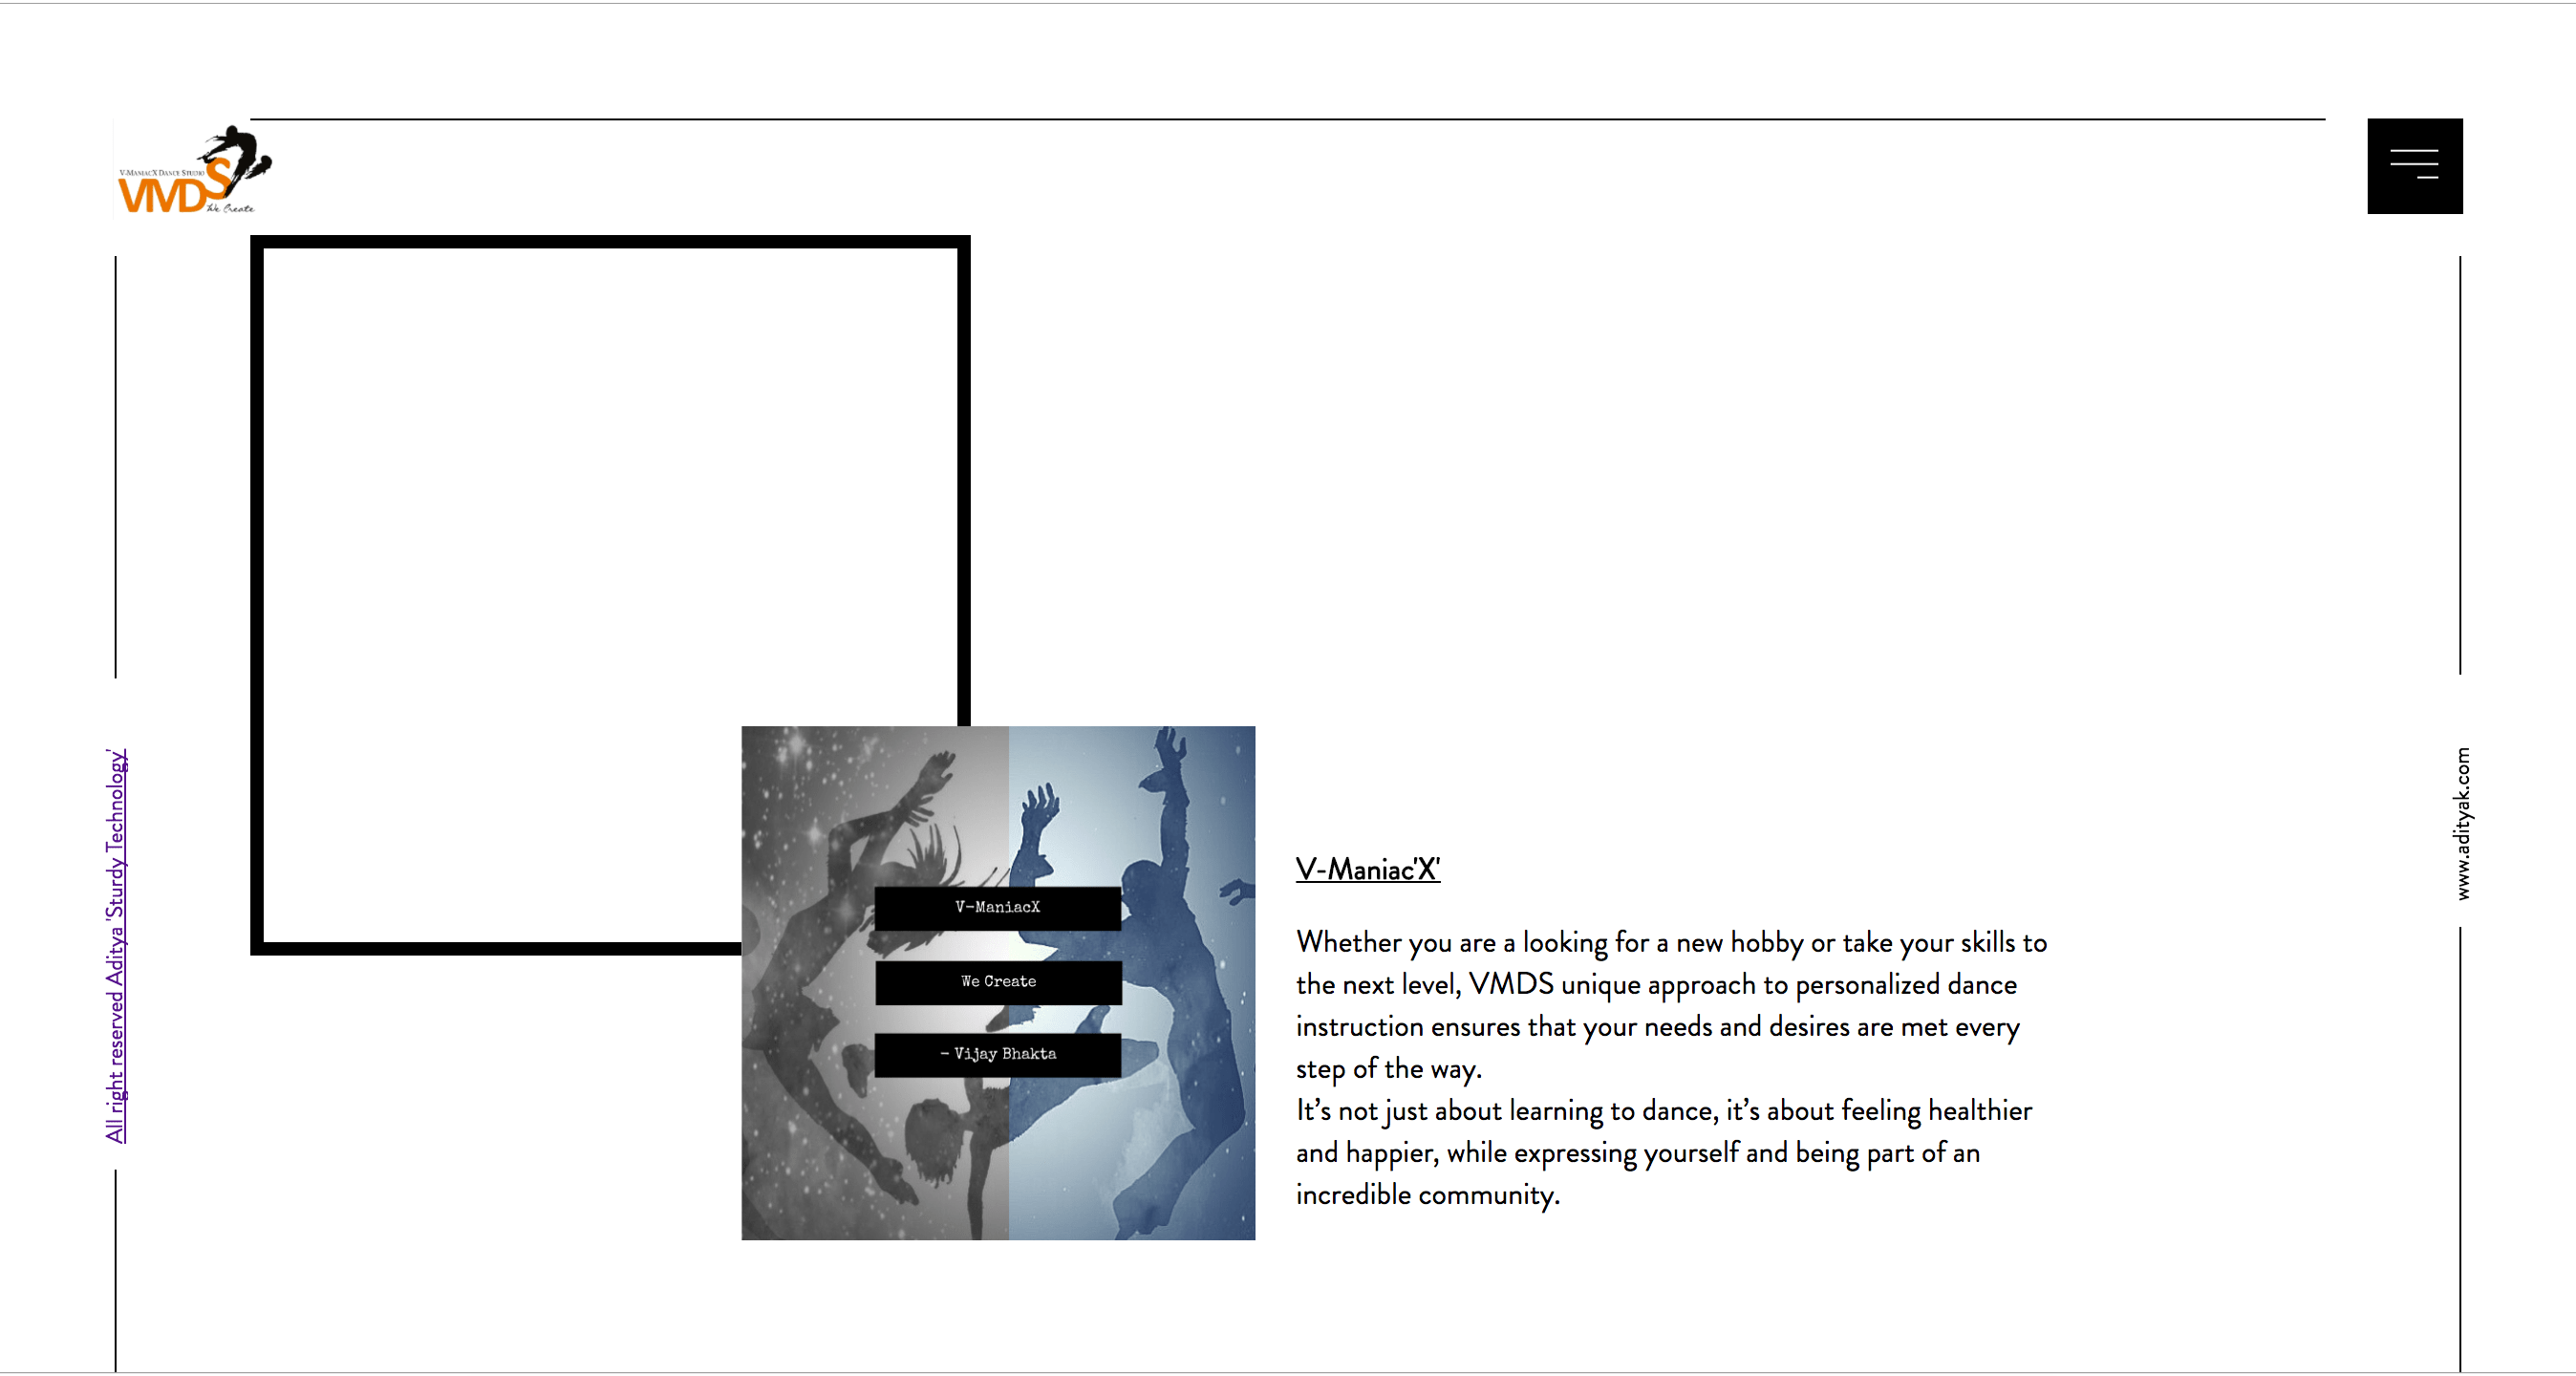 V-ManiacX Dance Studio
VMDS
We Create
All right reserved Aditya 'Sturdy Technology'
www.adityak.com
V-ManiacX
We Create
- Vijay Bhakta
V-Maniac'X'
Whether you are a looking for a new hobby or take your skills to
the next level, VMDS unique approach to personalized dance
instruction ensures that your needs and desires are met every
step of the way.
It’s not just about learning to dance, it’s about feeling healthier
and happier, while expressing yourself and being part of an
incredible community.